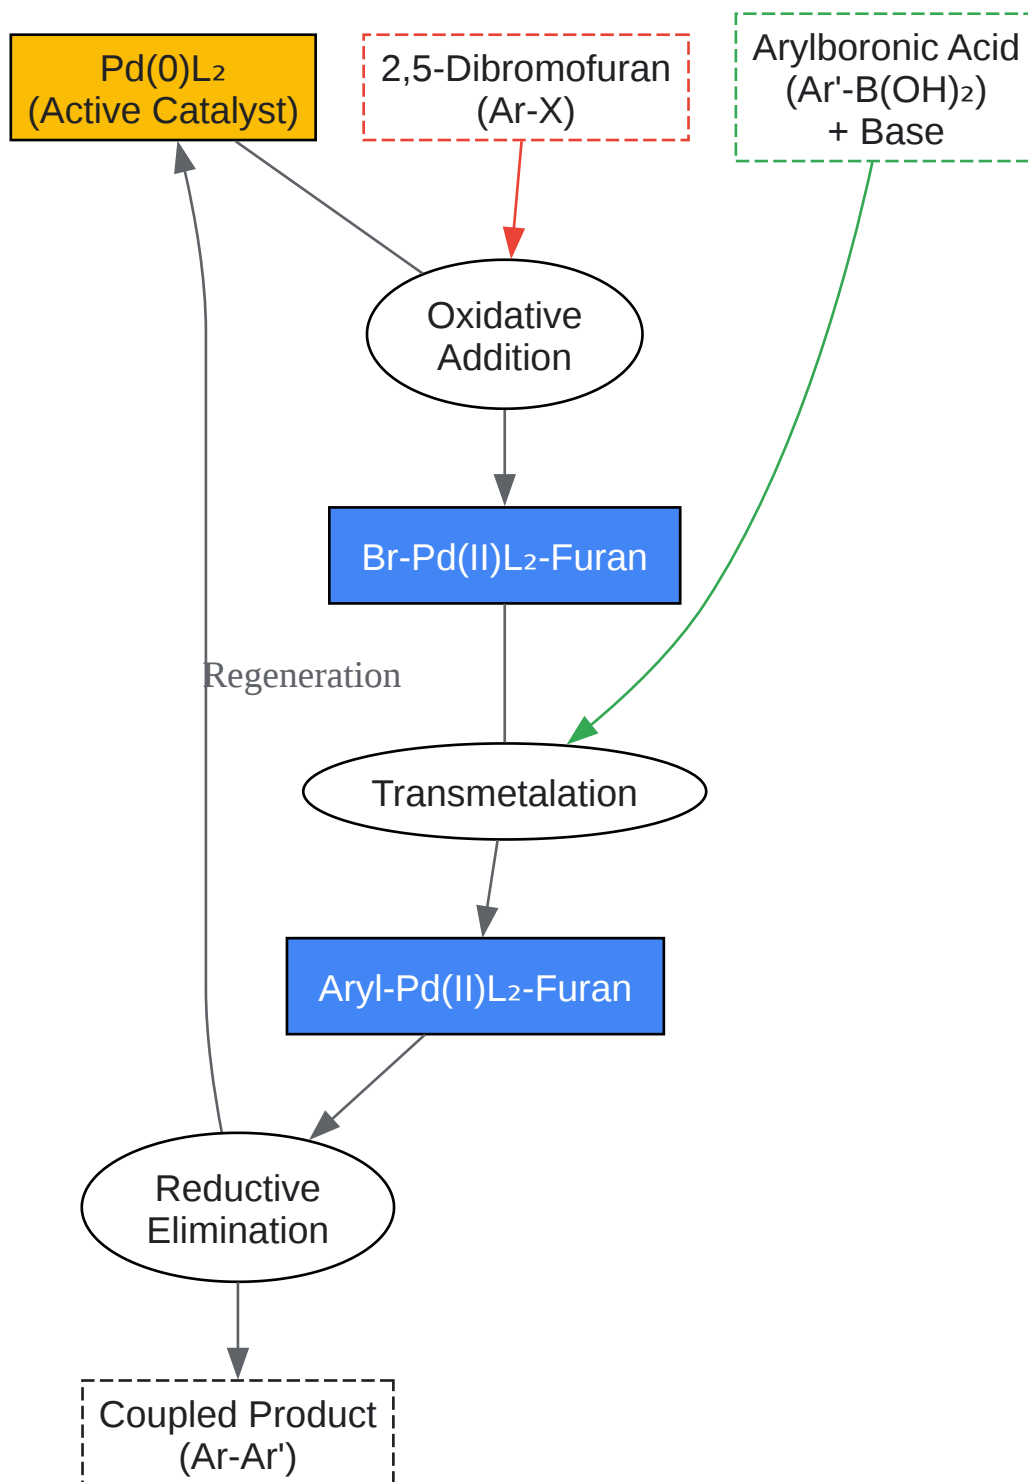 Pd(0)L₂
(Active Catalyst)
2,5-Dibromofuran
(Ar-X)
Arylboronic Acid
(Ar'-B(OH)₂)
+ Base
Oxidative
Addition
Br-Pd(II)L₂-Furan
Regeneration
Transmetalation
Aryl-Pd(II)L₂-Furan
Reductive
Elimination
Coupled Product
(Ar-Ar')